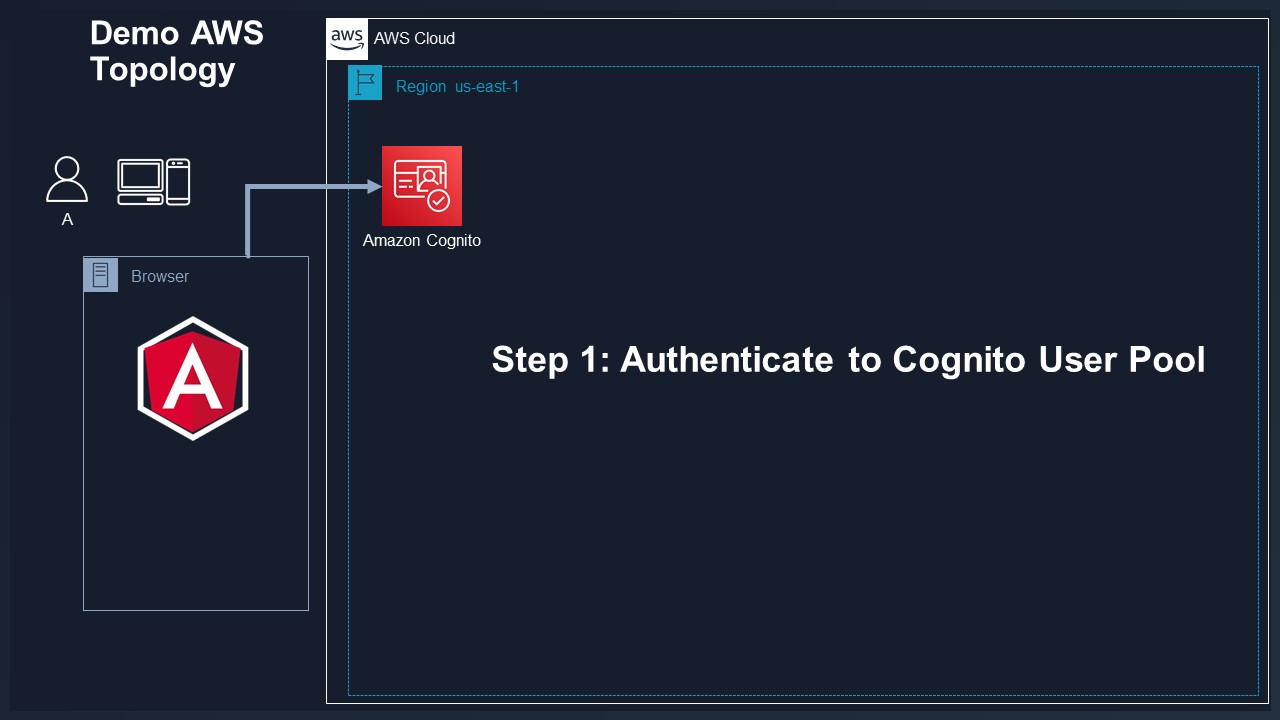 Demo AWS
Topology
aws
AWS Cloud
Region us-east-1
A
Amazon Cognito
Browser
A
Step 1: Authenticate to Cognito User Pool